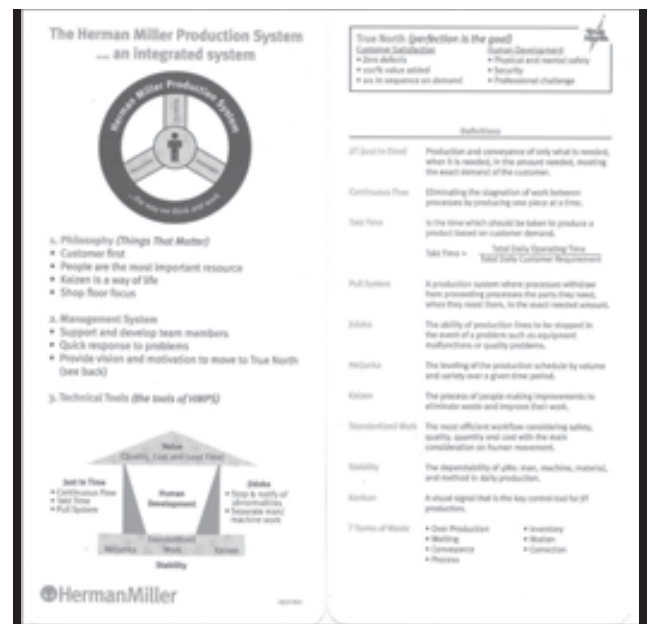 The Herman Miller Production System
... an integrated system
Herman Miller Production System
...the way we think and work
1. Philosophy (Things That Matter)
• Customer first
• People are the most important resource
• Kaizen is a way of life
• Shop floor focus
2. Management System
• Support and develop team members
• Quick response to problems
• Provide vision and motivation to move to True North
(see back)
3. Technical Tools (the tools of HMPS)
Value
(Quality, Cost and Lead Time)
Just In Time
• Continuous Flow
• Takt Time
• Pull System
Human
Development
Jidoka
• Stop & notify of
abnormalities
• Separate man/
machine work
Heijunka
Standardized
Work
Kaizen
Stability
HermanMiller
True North (perfection is the goal)
Customer Satisfaction
• Zero defects
• 100% value added
• 1x1 in sequence on demand
Human Development
• Physical and mental safety
• Security
• Professional challenge
Definitions
JIT (Just In Time)
Production and conveyance of only what is needed,
when it is needed, in the amount needed, meeting
the exact demand of the customer.
Continuous Flow
Eliminating the stagnation of work between
processes by producing one piece at a time.
Takt Time
Is the time which should be taken to produce a
product based on customer demand.
Takt Time = Total Daily Operating Time
Total Daily Customer Requirement
Pull System
A production system where processes withdraw
from preceding processes the parts they need,
when they need them, in the exact needed amount.
Jidoka
The ability of production lines to be stopped in
the event of a problem such as equipment
malfunctions or quality problems.
Heijunka
The leveling of the production schedule by volume
and variety over a given time period.
Kaizen
The process of people making improvements to
eliminate waste and improve their work.
Standardized Work
The most efficient workflow considering safety,
quality, quantity and cost with the main
consideration on human movement.
Stability
The dependability of 4Ms: man, machine, material,
and method in daily production.
Kanban
A visual signal that is the key control tool for JIT
production.
7 Forms of Waste
• Over Production
• Waiting
• Conveyance
• Process
• Inventory
• Motion
• Correction